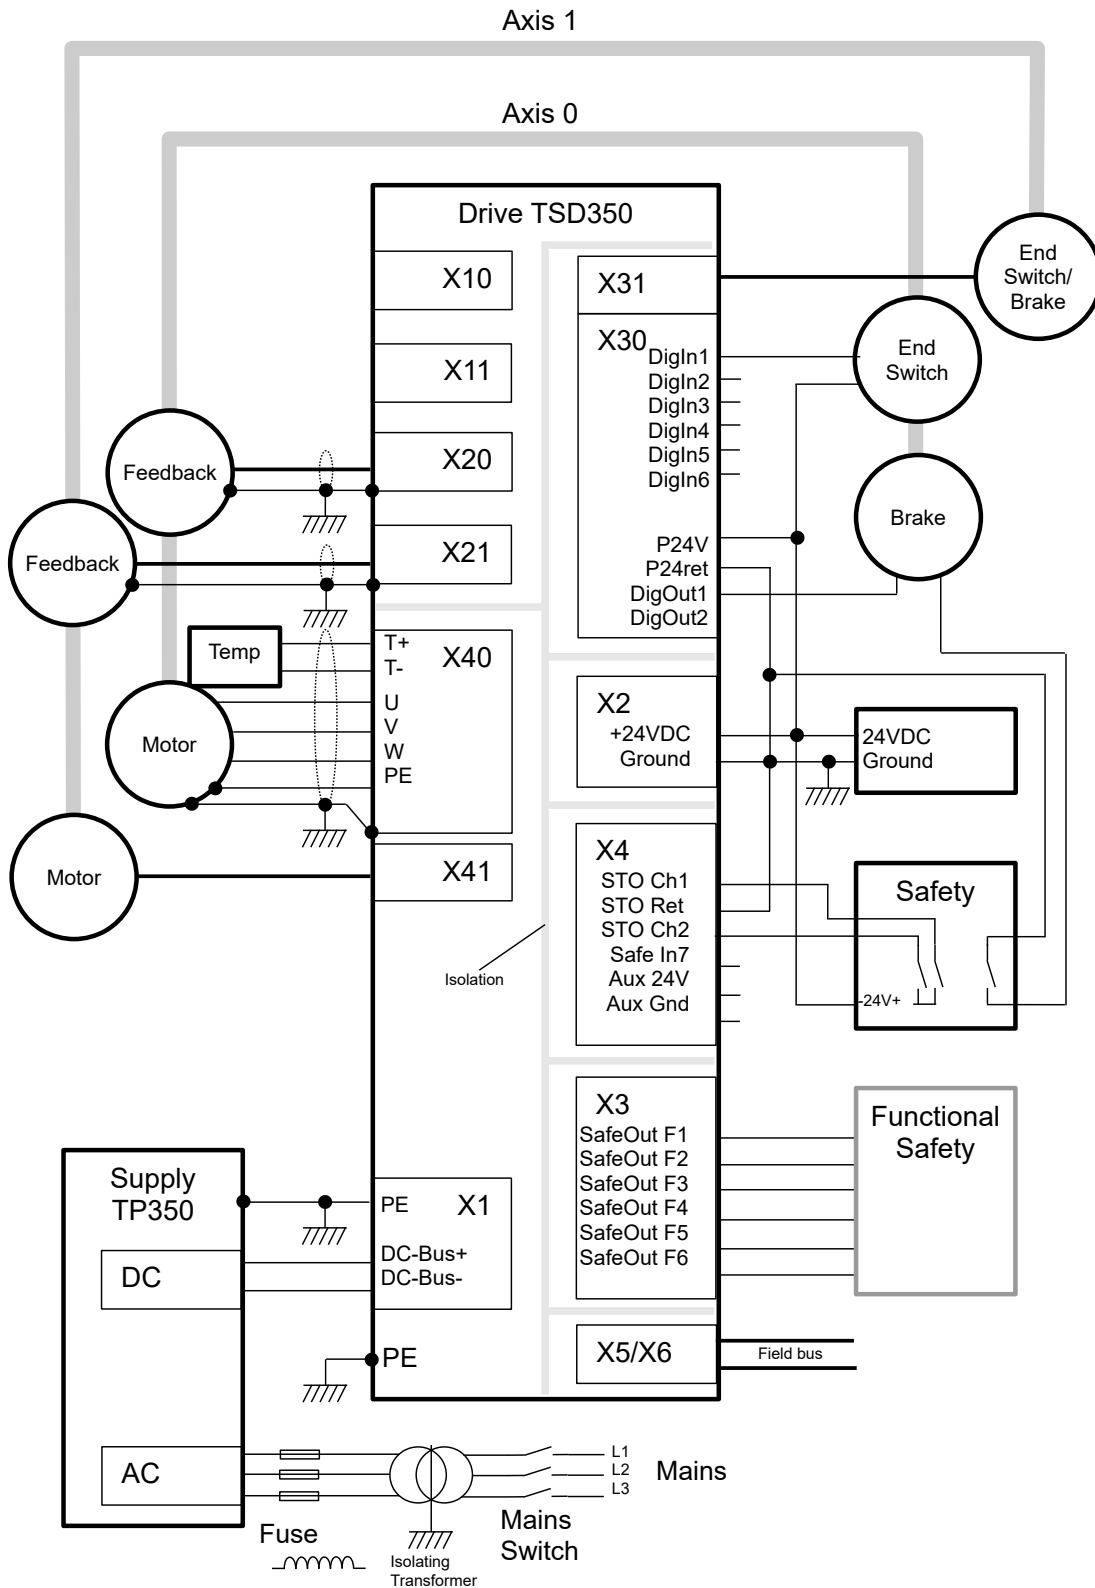 Axis 1
Axis 0
Drive TSD350
X10
X11
X20
X21
Feedback
Feedback
Temp
Motor
Motor
T+
T-
U
V
W
PE
X40
X41
X31
X30
DigIn1
DigIn2
DigIn3
DigIn4
DigIn5
DigIn6
P24V
P24ret
DigOut1
DigOut2
End
Switch/
Brake
End
Switch
Brake
X2
+24VDC
Ground
24VDC
Ground
X4
STO Ch1
STO Ret
STO Ch2
Safe In7
Aux 24V
Aux Gnd
Safety
-24V+
Isolation
X3
SafeOut F1
SafeOut F2
SafeOut F3
SafeOut F4
SafeOut F5
SafeOut F6
Functional
Safety
Supply
TP350
DC
AC
PE
X1
DC-Bus+
DC-Bus-
PE
X5/X6
Field bus
L1
L2
L3
Mains
Mains
Switch
Fuse
Isolating
Transformer